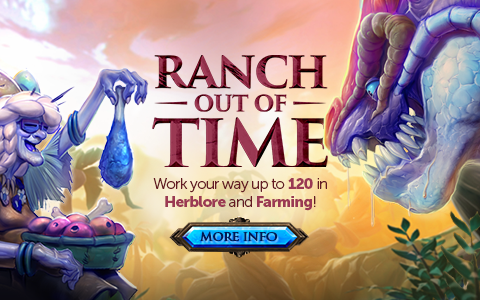 RANCH
OUT OF
TIME
Work your way up to 120 in
Herblore and Farming!
MORE INFO